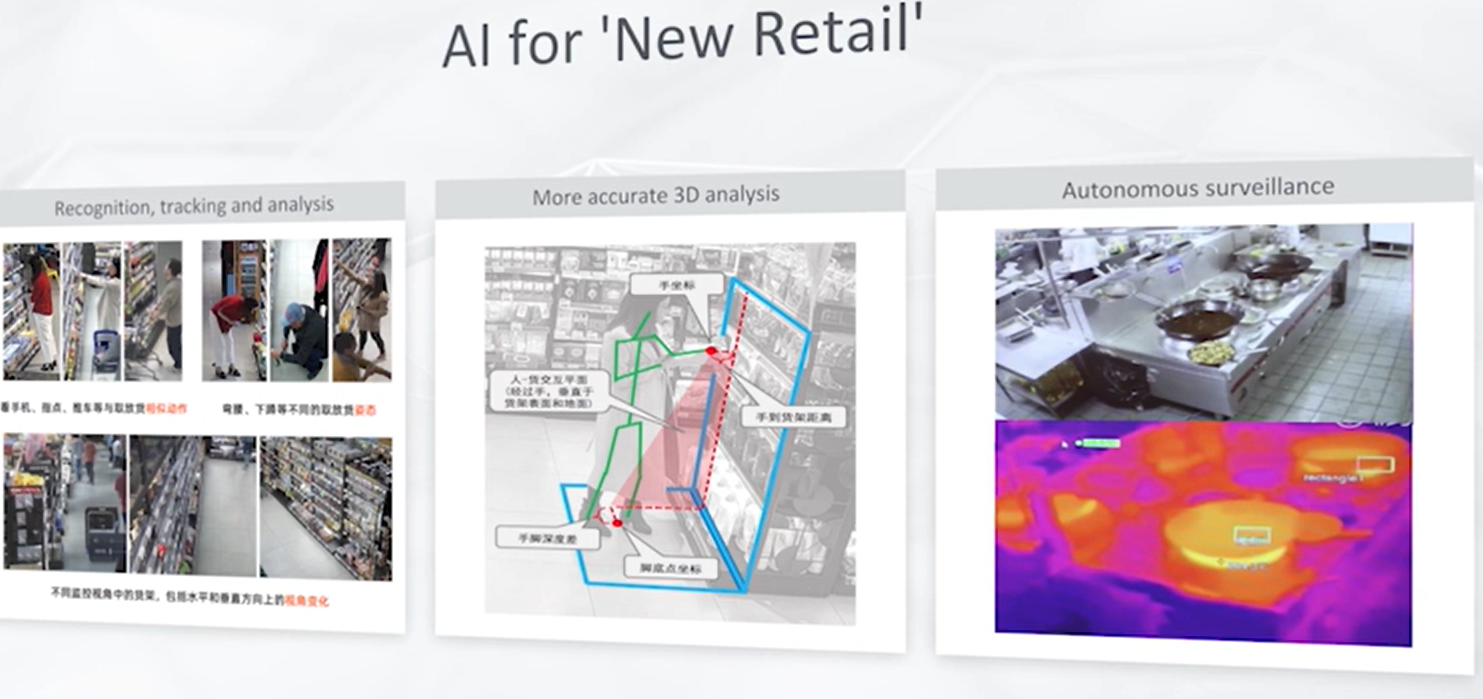 AI for 'New Retail'
Recognition, tracking and analysis
看手机、指点、推车等与取放货相似动作
弯腰、下蹲等不同的取放货姿态
不同监控视角中的货架，包括水平和垂直方向上的视角变化
More accurate 3D analysis
手坐标
人-货交互平面
(经过手，垂直于
货架表面和地面)
手到货架距离
手脚深度差
脚底点坐标
Autonomous surveillance
rectangle1